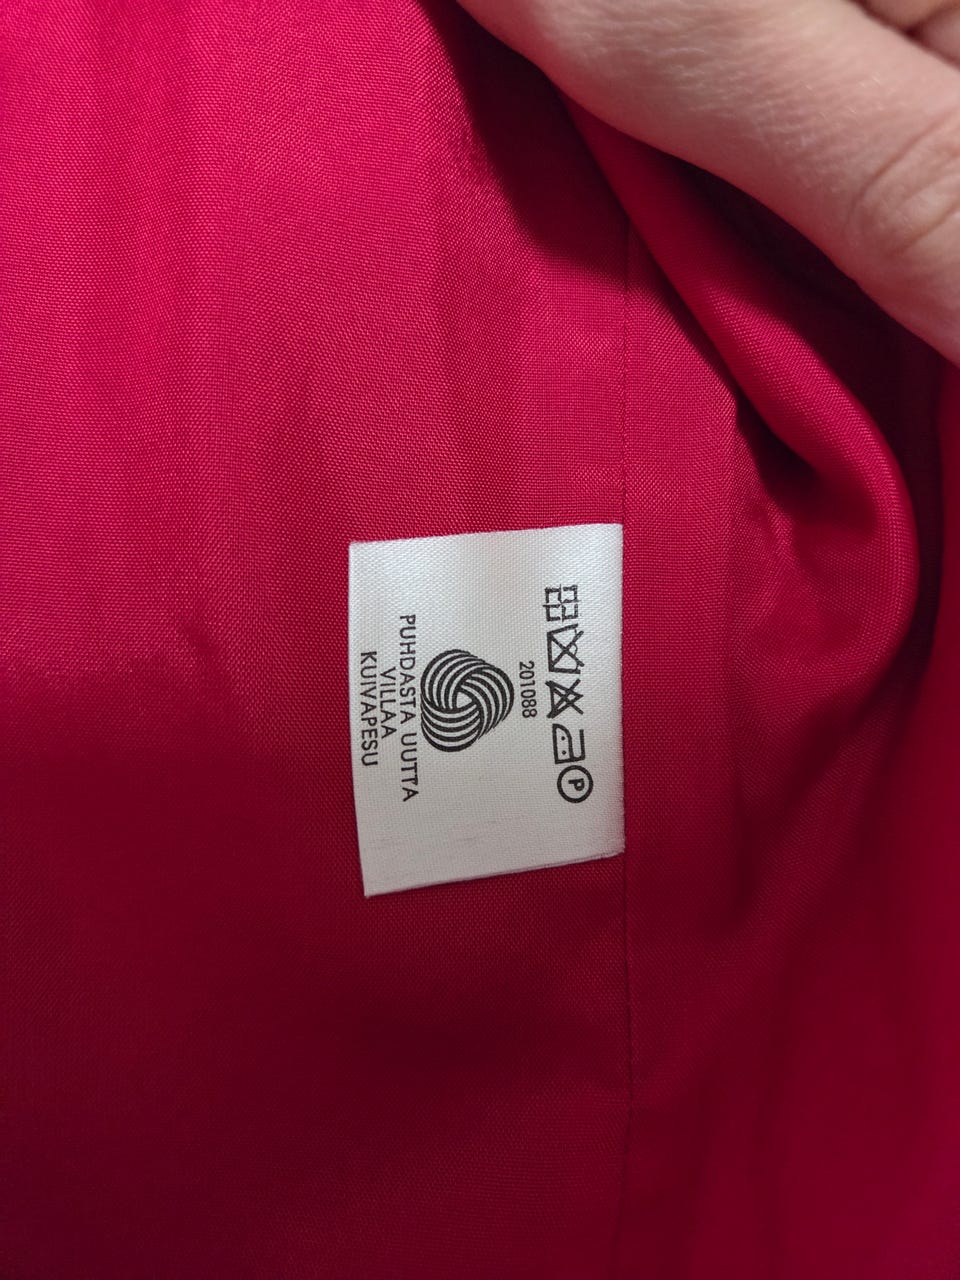 P
201088
PUHDASTA UUTTA
VILLAA
KUIVAPESU